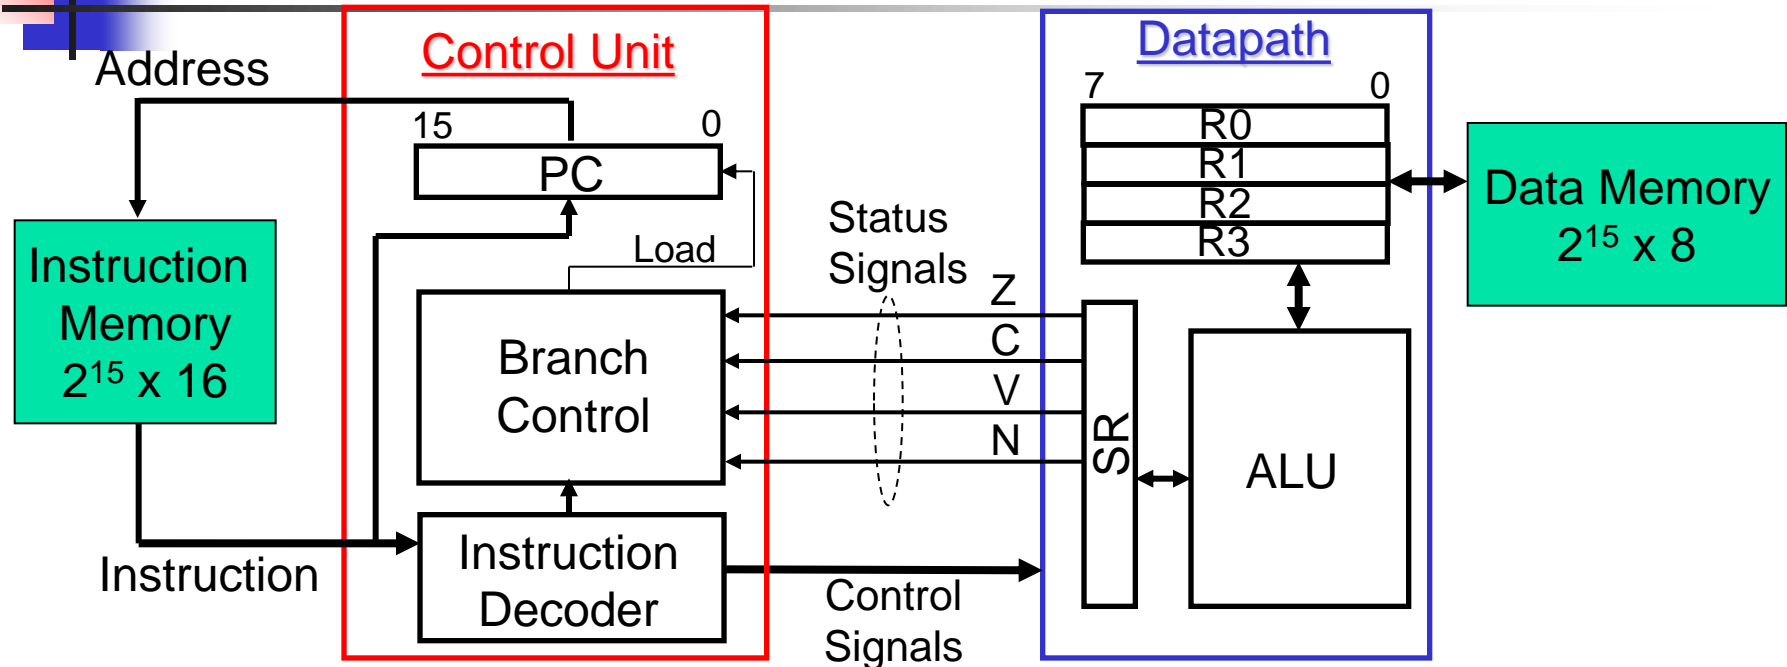 Control Unit
Datapath
Address
15
0
PC
Load
Instruction
Memory
2¹⁵ x 16
Branch
Control
Instruction
Instruction
Decoder
Status
Signals
Z
C
V
N
Control
Signals
7
0
R0
R1
R2
R3
SR
ALU
Data Memory
2¹⁵ x 8